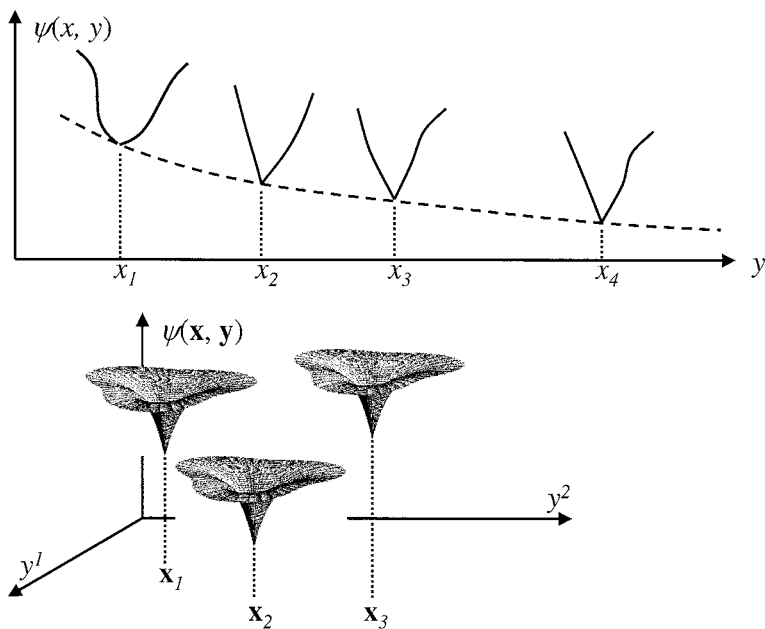 ψ(x, y)
x₁ x₂ x₃ x₄ y
ψ(𝐱, 𝐲)
y²
y¹
𝐱₁
𝐱₂ 𝐱₃